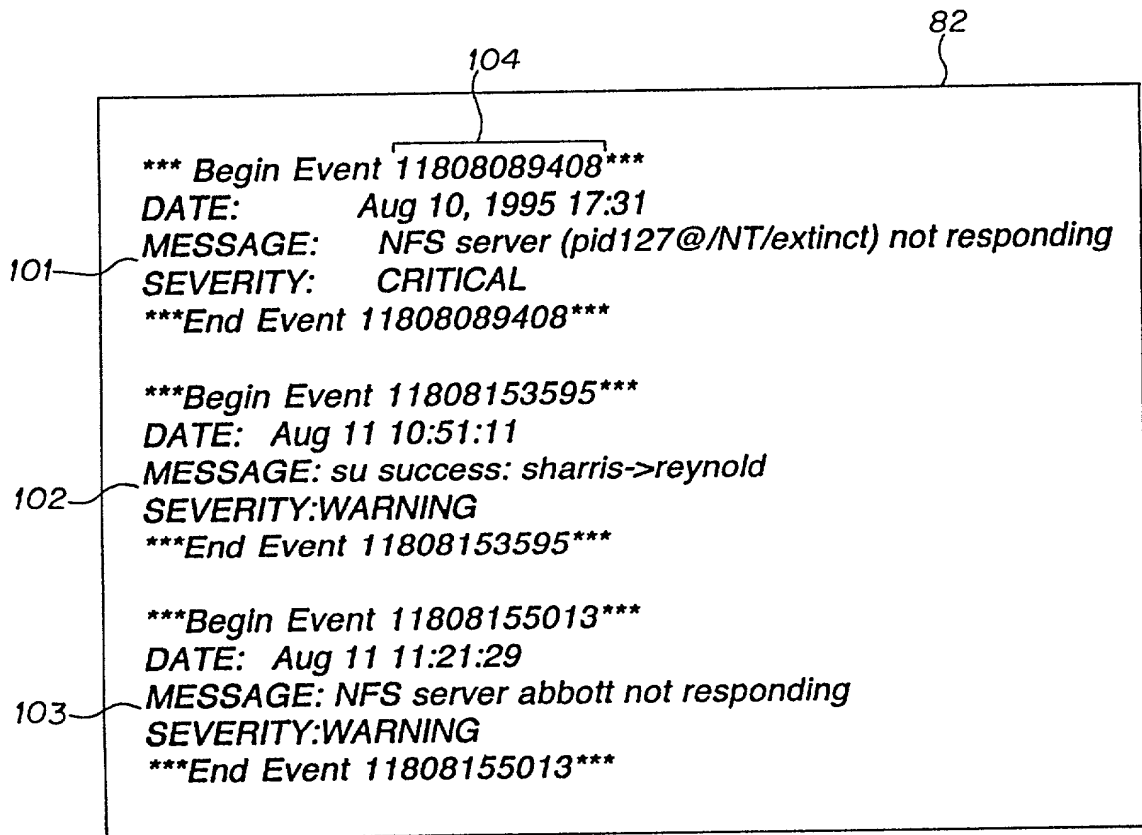 82
104
*** Begin Event 11808089408***
DATE: Aug 10, 1995 17:31
MESSAGE: NFS server (pid127@/NT/extinct) not responding
101
SEVERITY: CRITICAL
***End Event 11808089408***
***Begin Event 11808153595***
DATE: Aug 11 10:51:11
MESSAGE: su success: sharris->reynold
102
SEVERITY:WARNING
***End Event 11808153595***
***Begin Event 11808155013***
DATE: Aug 11 11:21:29
MESSAGE: NFS server abbott not responding
103
SEVERITY:WARNING
***End Event 11808155013***